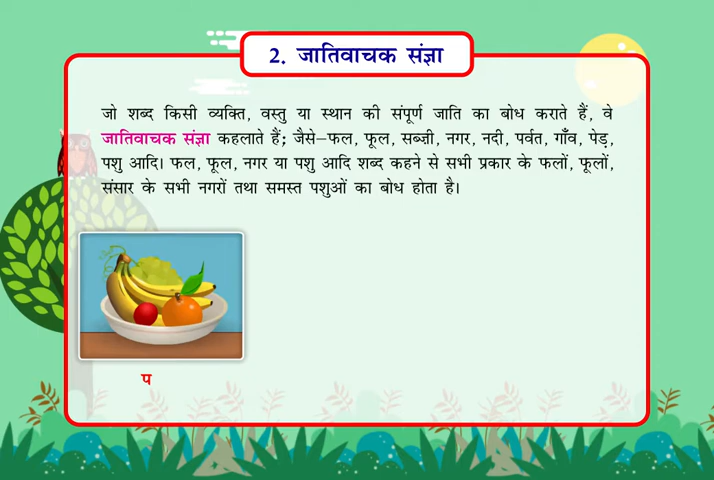 2. जातिवाचक संज्ञा
जो शब्द किसी व्यक्ति, वस्तु या स्थान की संपूर्ण जाति का बोध कराते हैं, वे
जातिवाचक संज्ञा कहलाते हैं; जैसे–फल, फूल, सब्ज़ी, नगर, नदी, पर्वत, गाँव, पेड़,
पशु आदि। फल, फूल, नगर या पशु आदि शब्द कहने से सभी प्रकार के फलों, फूलों,
संसार के सभी नगरों तथा समस्त पशुओं का बोध होता है।
प